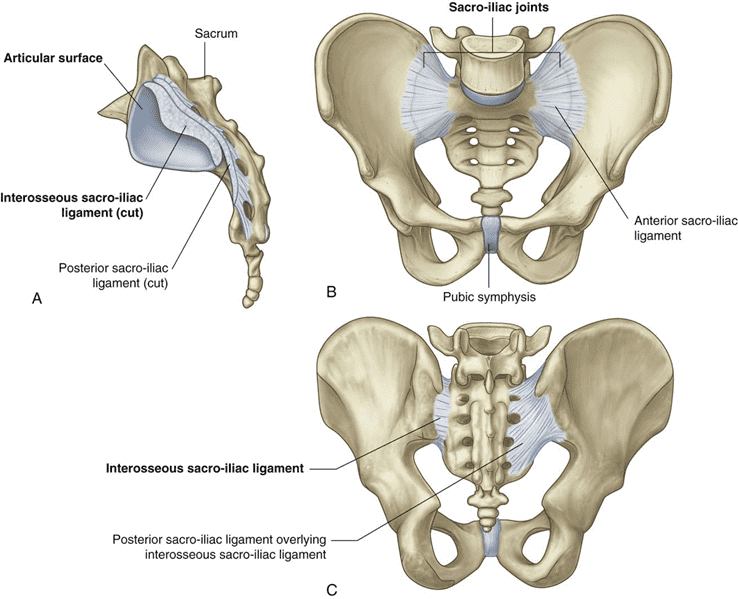 Sacrum
Articular surface
Interosseous sacro-iliac
ligament (cut)
Posterior sacro-iliac
ligament (cut)
A
Sacro-iliac joints
Anterior sacro-iliac
ligament
Pubic symphysis
B
Interosseous sacro-iliac ligament
Posterior sacro-iliac ligament overlying
interosseous sacro-iliac ligament
C